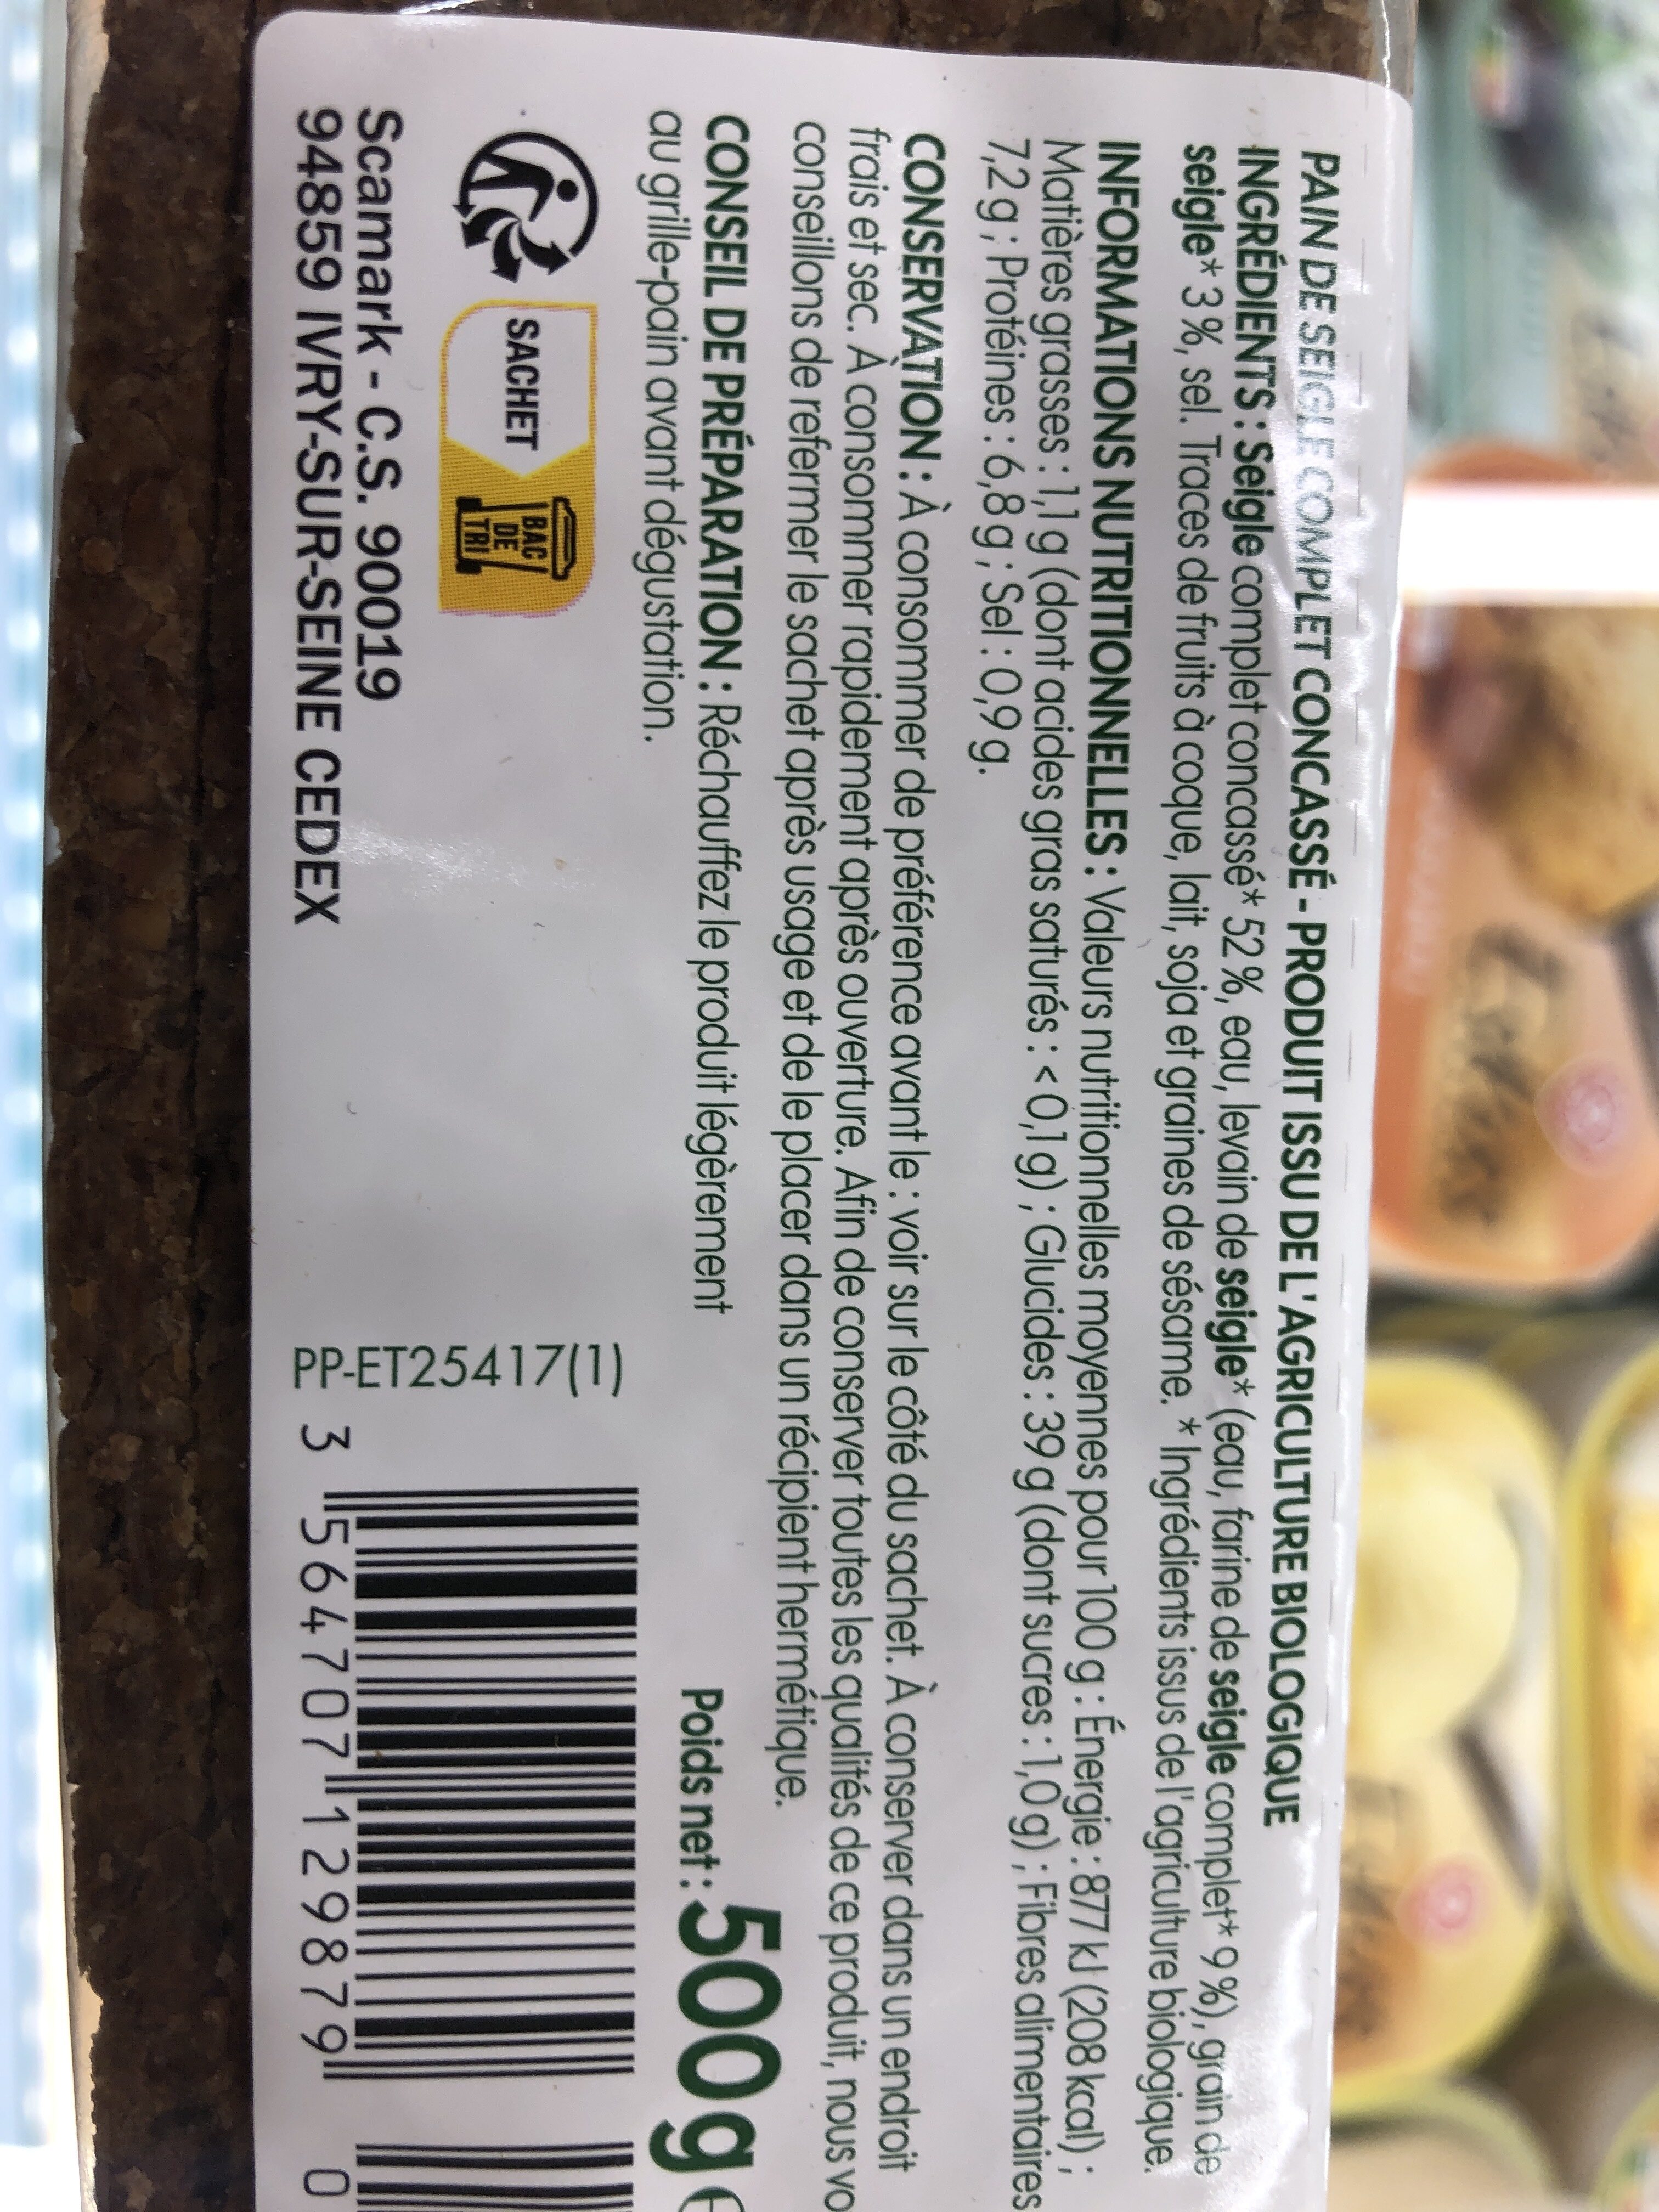 PAIN DE SEIGLE COMPLET CONCASSÉ - PRODUIT ISSU DE L'AGRICULTURE BIOLOGIQUE
INGRÉDIENTS : Seigle complet concassé* 52 %, eau, levain de seigle* (eau, farine de seigle complet* 9 %), grain de
seigle* 3 %, sel. Traces de fruits à coque, lait, soja et graines de sésame. * Ingrédients issus de l'agriculture biologique.
INFORMATIONS NUTRITIONNELLES : Valeurs nutritionnelles moyennes pour 100 g : Énergie : 877 kJ (208 kcal) ;
Matières grasses : 1,1 g (dont acides gras saturés : < 0,1 g) ; Glucides : 39 g (dont sucres : 1,0 g) ; Fibres alimentaires
7,2 g ; Protéines : 6,8 g ; Sel : 0,9 g.
CONSERVATION : À consommer de préférence avant le : voir sur le côté du sachet. À conserver dans un endroit
frais et sec. À consommer rapidement après ouverture. Afin de conserver toutes les qualités de ce produit, nous vo
conseillons de refermer le sachet après usage et de le placer dans un récipient hermétique.
CONSEIL DE PRÉPARATION : Réchauffez le produit légèrement
au grille-pain avant dégustation.
Poids net : 500 g e
SACHET
BAC
DE
TRI
Scamark - C.S. 90019
94859 IVRY-SUR-SEINE CEDEX
PP-ET25417(1)
3 564707 129879 0